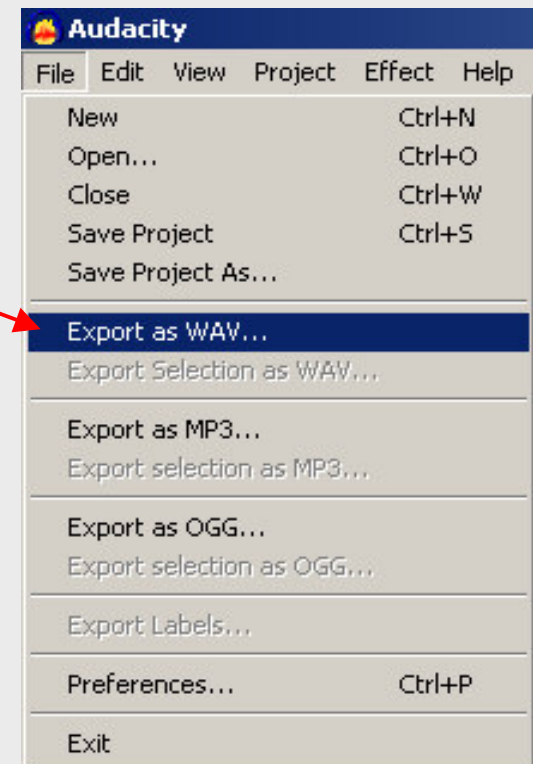 Audacity
File Edit View Project Effect Help
New Ctrl+N
Open... Ctrl+O
Close Ctrl+W
Save Project Ctrl+S
Save Project As...
Export as WAV...
Export Selection as WAV...
Export as MP3...
Export selection as MP3...
Export as OGG...
Export selection as OGG...
Export Labels...
Preferences... Ctrl+P
Exit